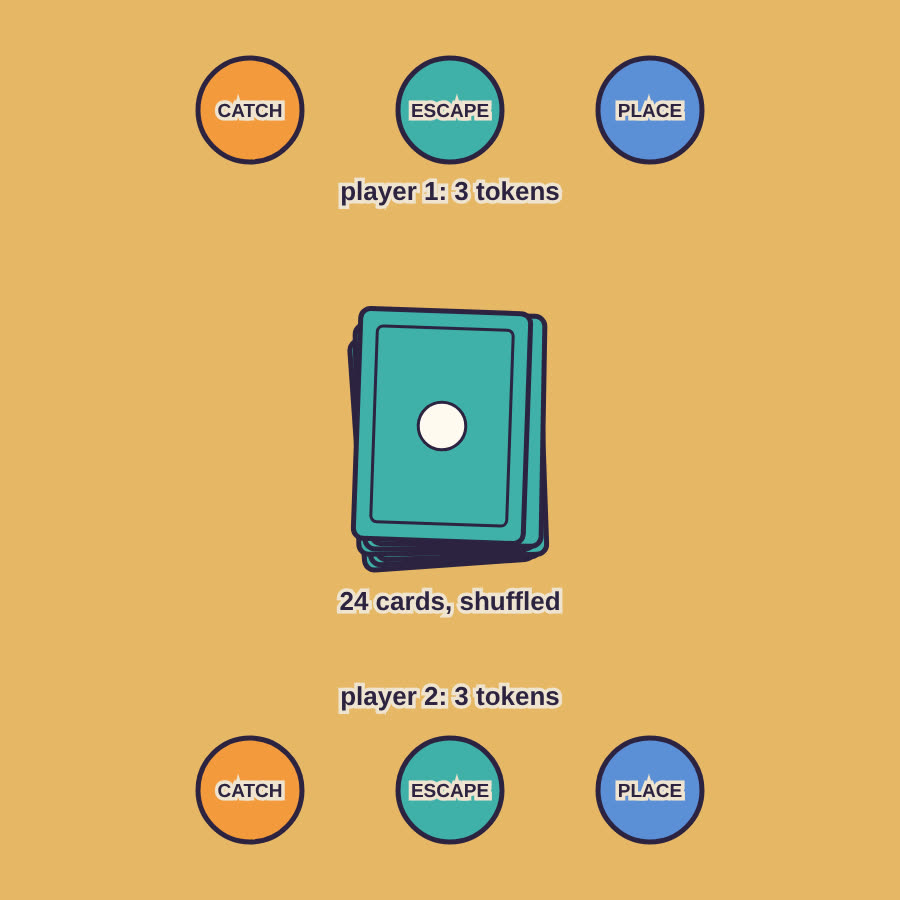 CATCH ESCAPE PLACE
player 1: 3 tokens
24 cards, shuffled
player 2: 3 tokens
CATCH ESCAPE PLACE